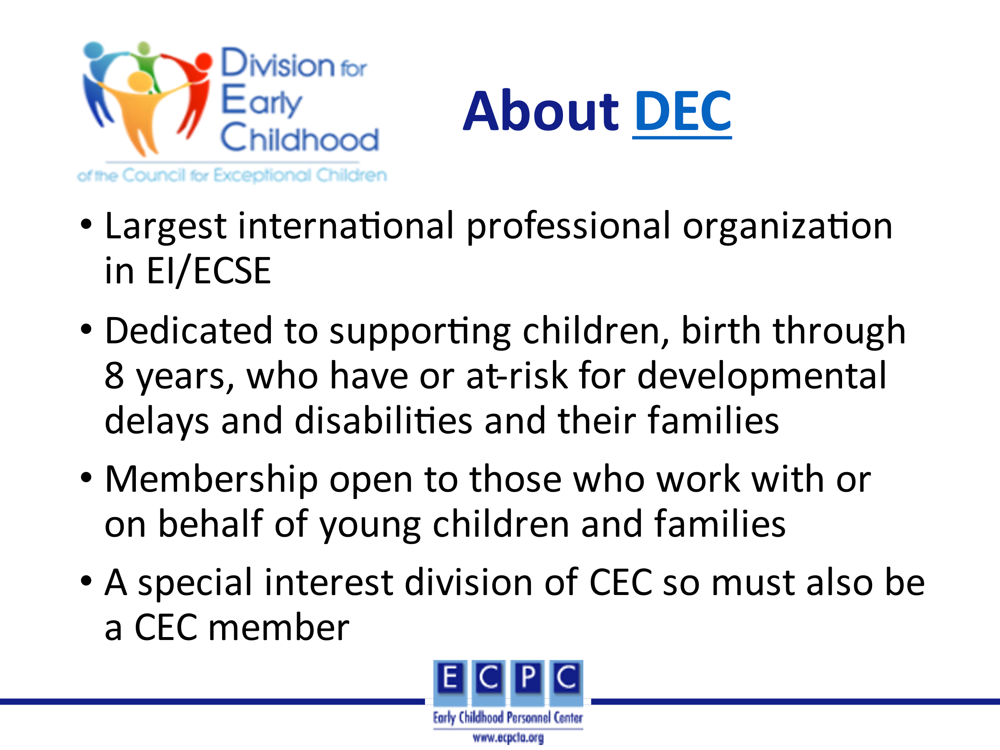 Division for
Early
Childhood
of the Council for Exceptional Children
About DEC
• Largest international professional organization
in EI/ECSE
• Dedicated to supporting children, birth through
8 years, who have or at-risk for developmental
delays and disabilities and their families
• Membership open to those who work with or
on behalf of young children and families
• A special interest division of CEC so must also be
a CEC member
E C P C
Early Childhood Personnel Center
www.ecpcta.org